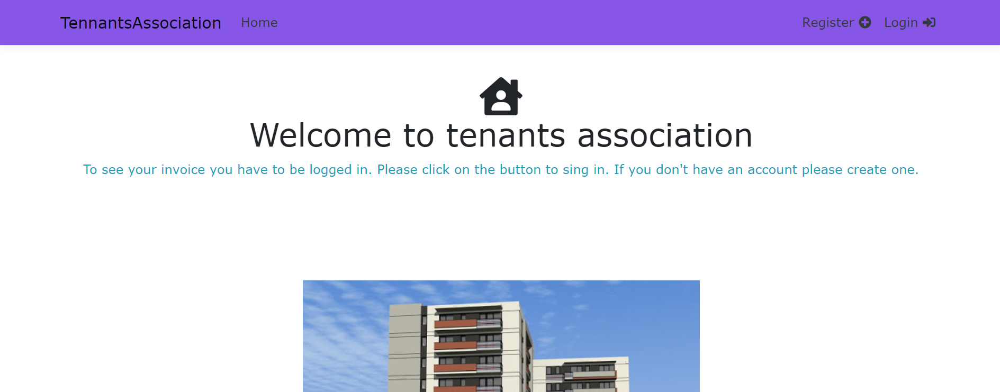 TennantsAssociation Home Register Login
Welcome to tenants association
To see your invoice you have to be logged in. Please click on the button to sing in. If you don't have an account please create one.